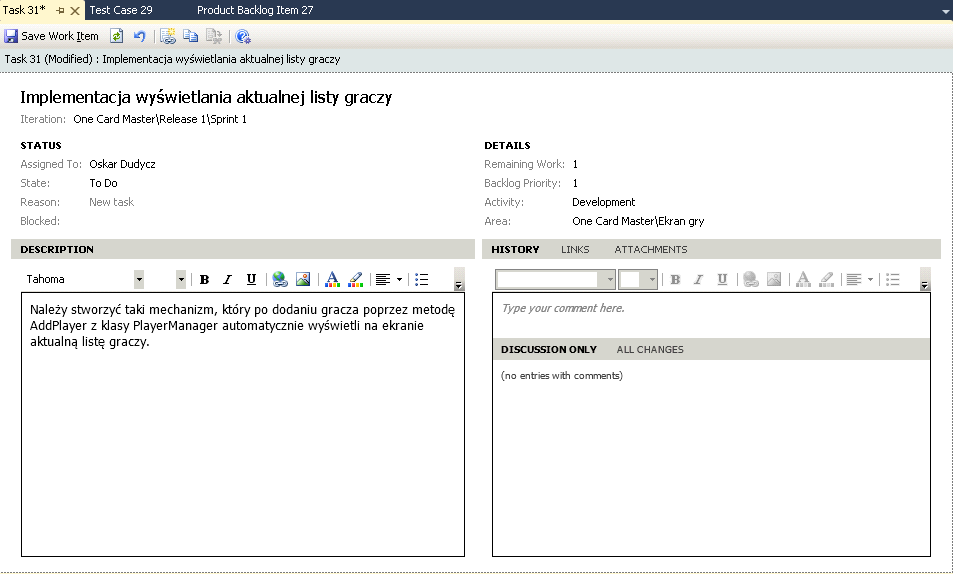 Task 31* Test Case 29 Product Backlog Item 27
Save Work Item
Task 31 (Modified) : Implementacja wyświetlania aktualnej listy graczy
Implementacja wyświetlania aktualnej listy graczy
Iteration: One Card Master\Release 1\Sprint 1
STATUS
Assigned To: Oskar Dudycz
State: To Do
Reason: New task
Blocked:
DETAILS
Remaining Work: 1
Backlog Priority: 1
Activity: Development
Area: One Card Master\Ekran gry
DESCRIPTION
Tahoma B I U A
Należy stworzyć taki mechanizm, który po dodaniu gracza poprzez metodę
AddPlayer z klasy PlayerManager automatycznie wyświetli na ekranie
aktualną listę graczy.
HISTORY LINKS ATTACHMENTS
B I U A
Type your comment here.
DISCUSSION ONLY ALL CHANGES
(no entries with comments)